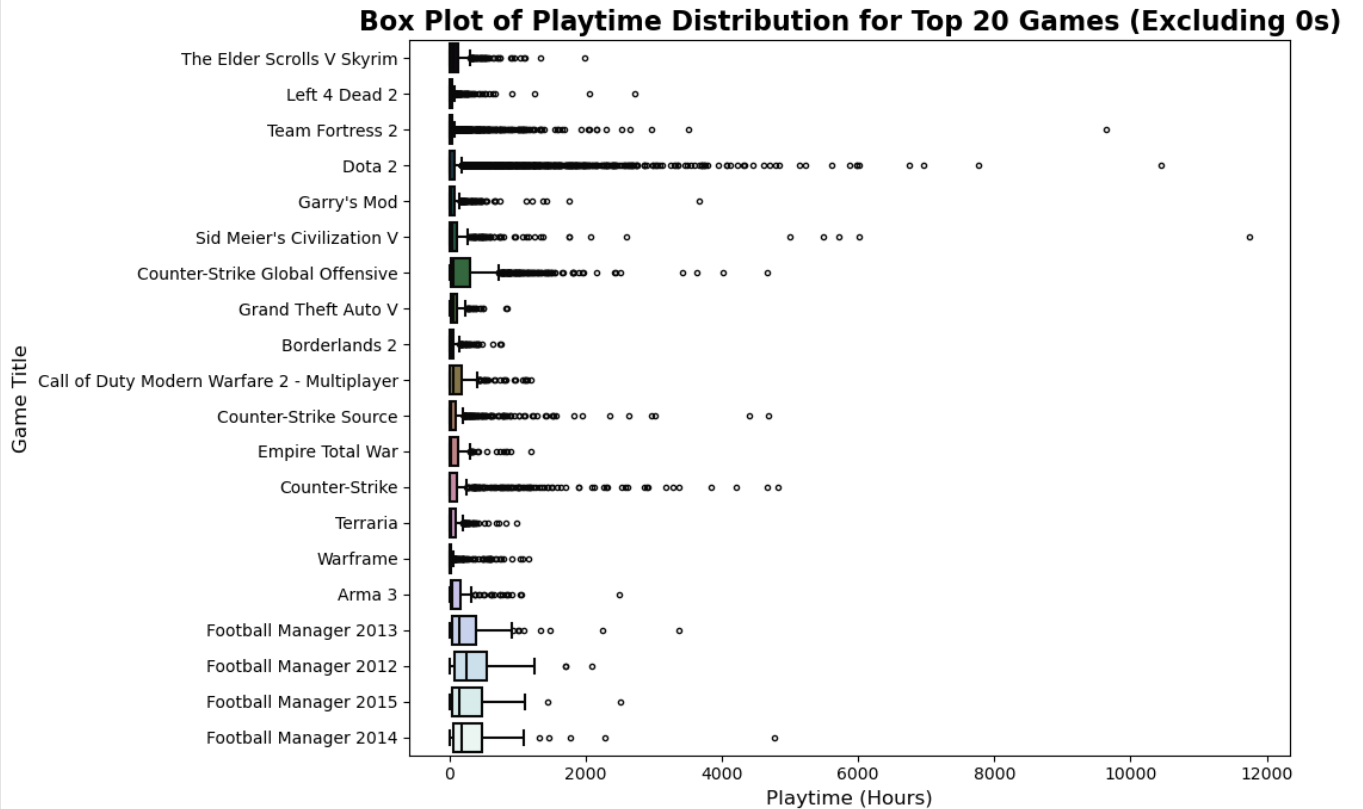 Box Plot of Playtime Distribution for Top 20 Games (Excluding 0s)
The Elder Scrolls V Skyrim
Left 4 Dead 2
Team Fortress 2
Dota 2
Garry's Mod
Sid Meier's Civilization V
Counter-Strike Global Offensive
Grand Theft Auto V
Borderlands 2
Call of Duty Modern Warfare 2 - Multiplayer
Counter-Strike Source
Empire Total War
Counter-Strike
Terraria
Warframe
Arma 3
Football Manager 2013
Football Manager 2012
Football Manager 2015
Football Manager 2014
Game Title
0 2000 4000 6000 8000 10000 12000
Playtime (Hours)